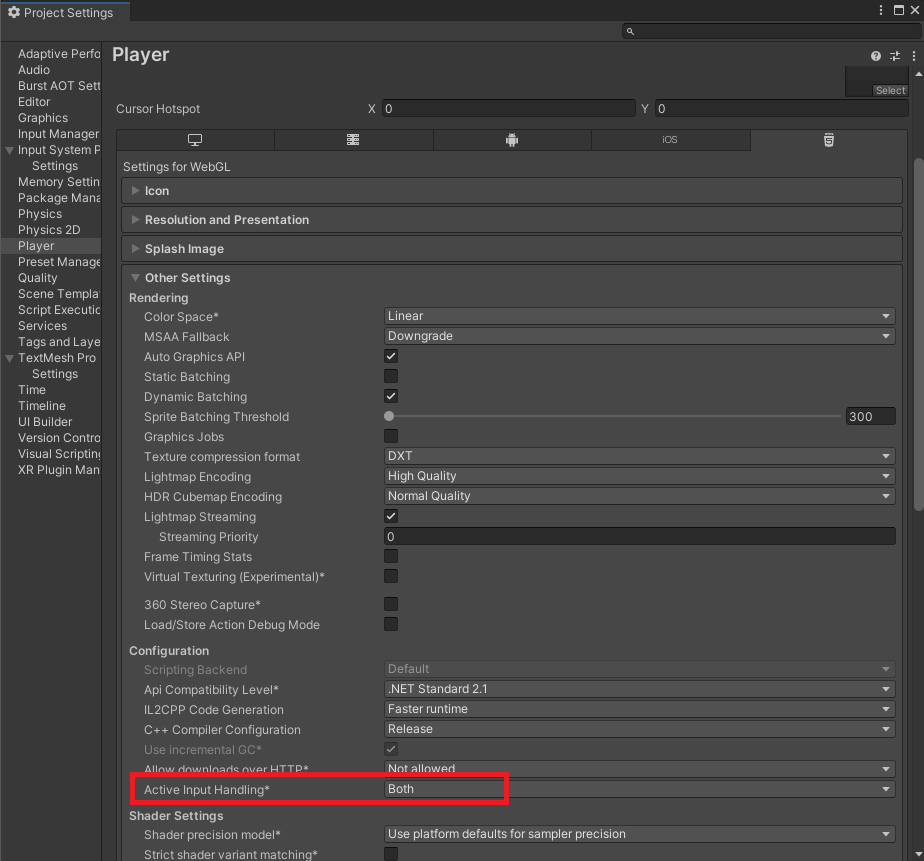 Project Settings
Adaptive Perfo
Audio
Burst AOT Sett
Editor
Graphics
Input Manager
Input System P
Settings
Memory Settin
Package Mana
Physics
Physics 2D
Player
Preset Manage
Quality
Scene Templa
Script Executio
Services
Tags and Laye
TextMesh Pro
Settings
Time
Timeline
UI Builder
Version Contro
Visual Scripting
XR Plugin Man
Player
Select
Cursor Hotspot X 0 Y 0
iOS
Settings for WebGL
Icon
Resolution and Presentation
Splash Image
Other Settings
Rendering
Color Space* Linear
MSAA Fallback Downgrade
Auto Graphics API
Static Batching
Dynamic Batching
Sprite Batching Threshold 300
Graphics Jobs
Texture compression format DXT
Lightmap Encoding High Quality
HDR Cubemap Encoding Normal Quality
Lightmap Streaming
Streaming Priority 0
Frame Timing Stats
Virtual Texturing (Experimental)*
360 Stereo Capture*
Load/Store Action Debug Mode
Configuration
Scripting Backend Default
Api Compatibility Level* .NET Standard 2.1
IL2CPP Code Generation Faster runtime
C++ Compiler Configuration Release
Use incremental GC*
Allow downloads over HTTP* Not allowed
Active Input Handling* Both
Shader Settings
Shader precision model* Use platform defaults for sampler precision
Strict shader variant matching*